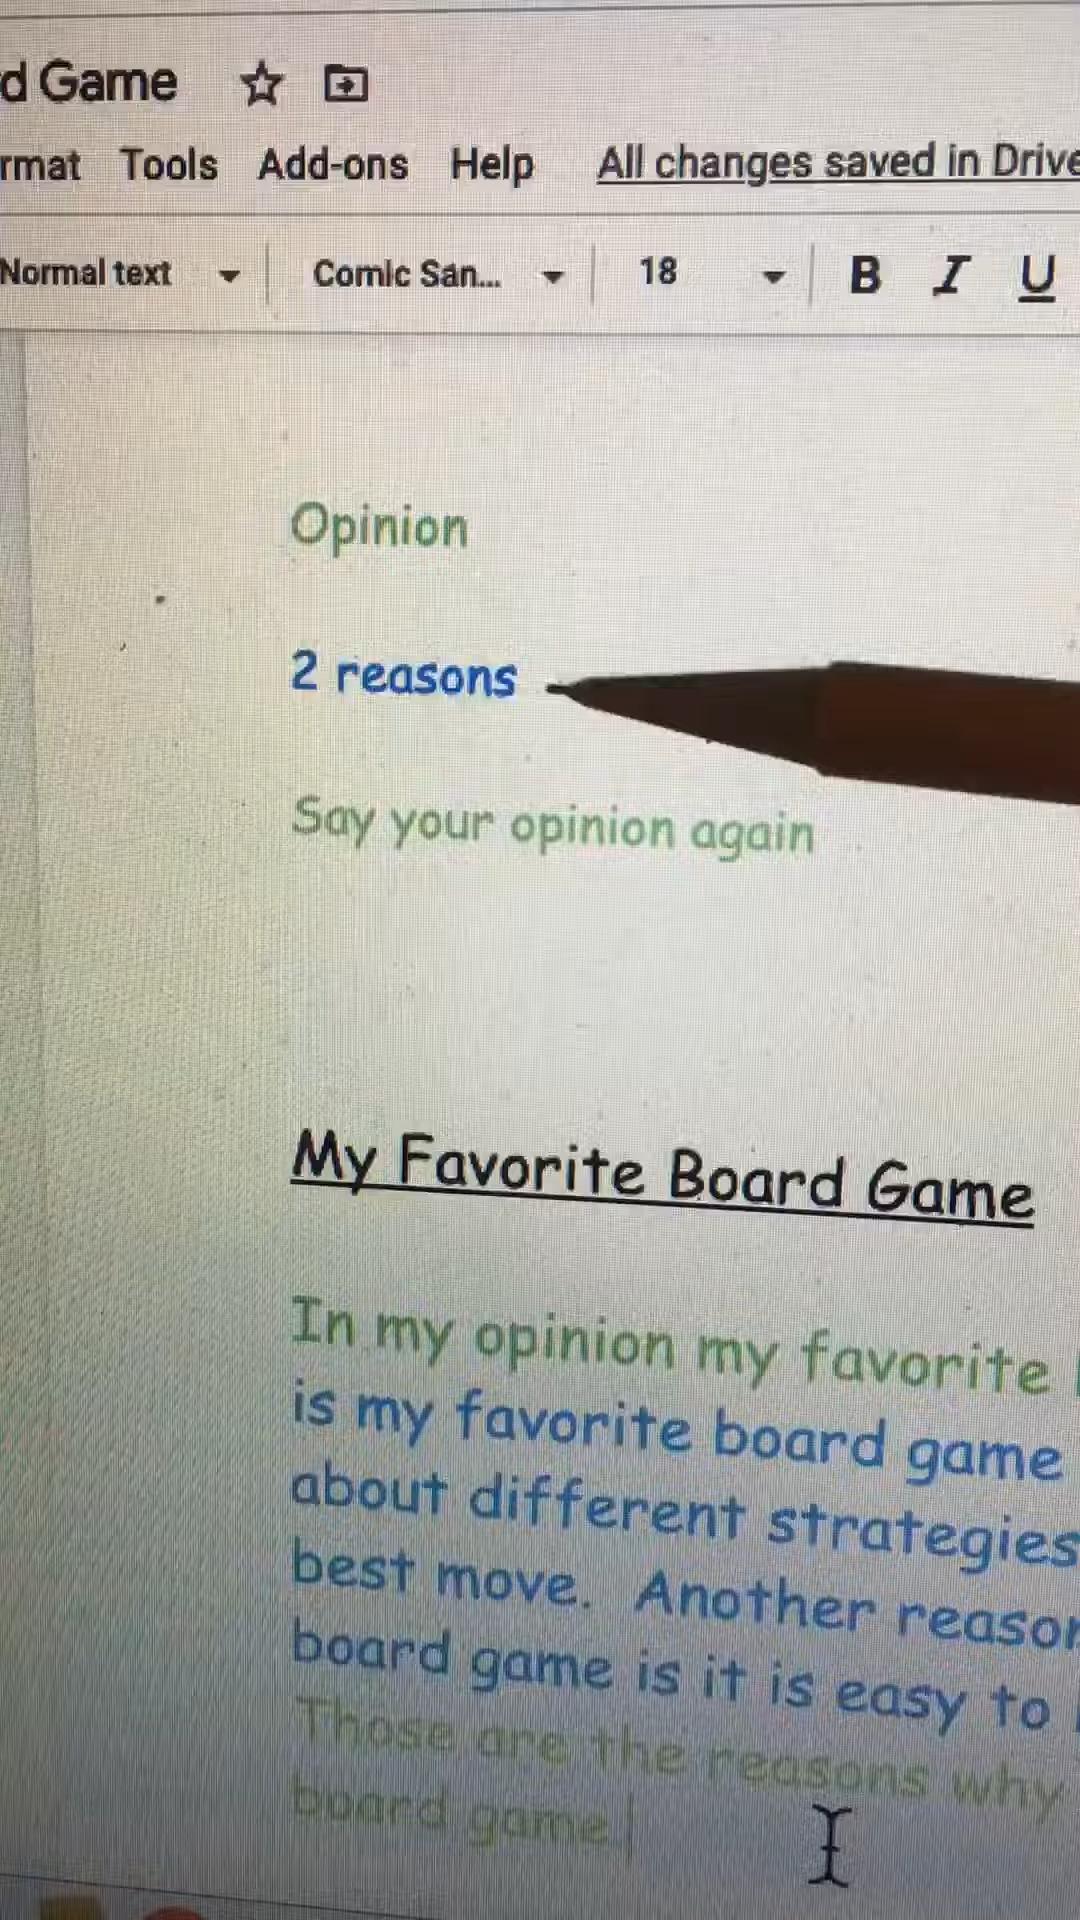 d Game
rmat Tools Add-ons Help All changes saved in Drive
Normal text Comic San... 18 B I U
Opinion
2 reasons
Say your opinion again
My Favorite Board Game
In my opinion my favorite
is my favorite board game
about different strategies
best move. Another reason
board game is it is easy to
Those are the reasons why
board game.